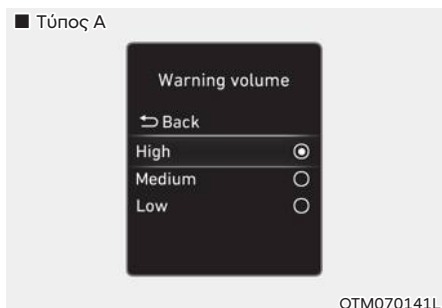 ■ Τύπος A
Warning volume
⮌ Back
High
Medium
Low
OTM070141L